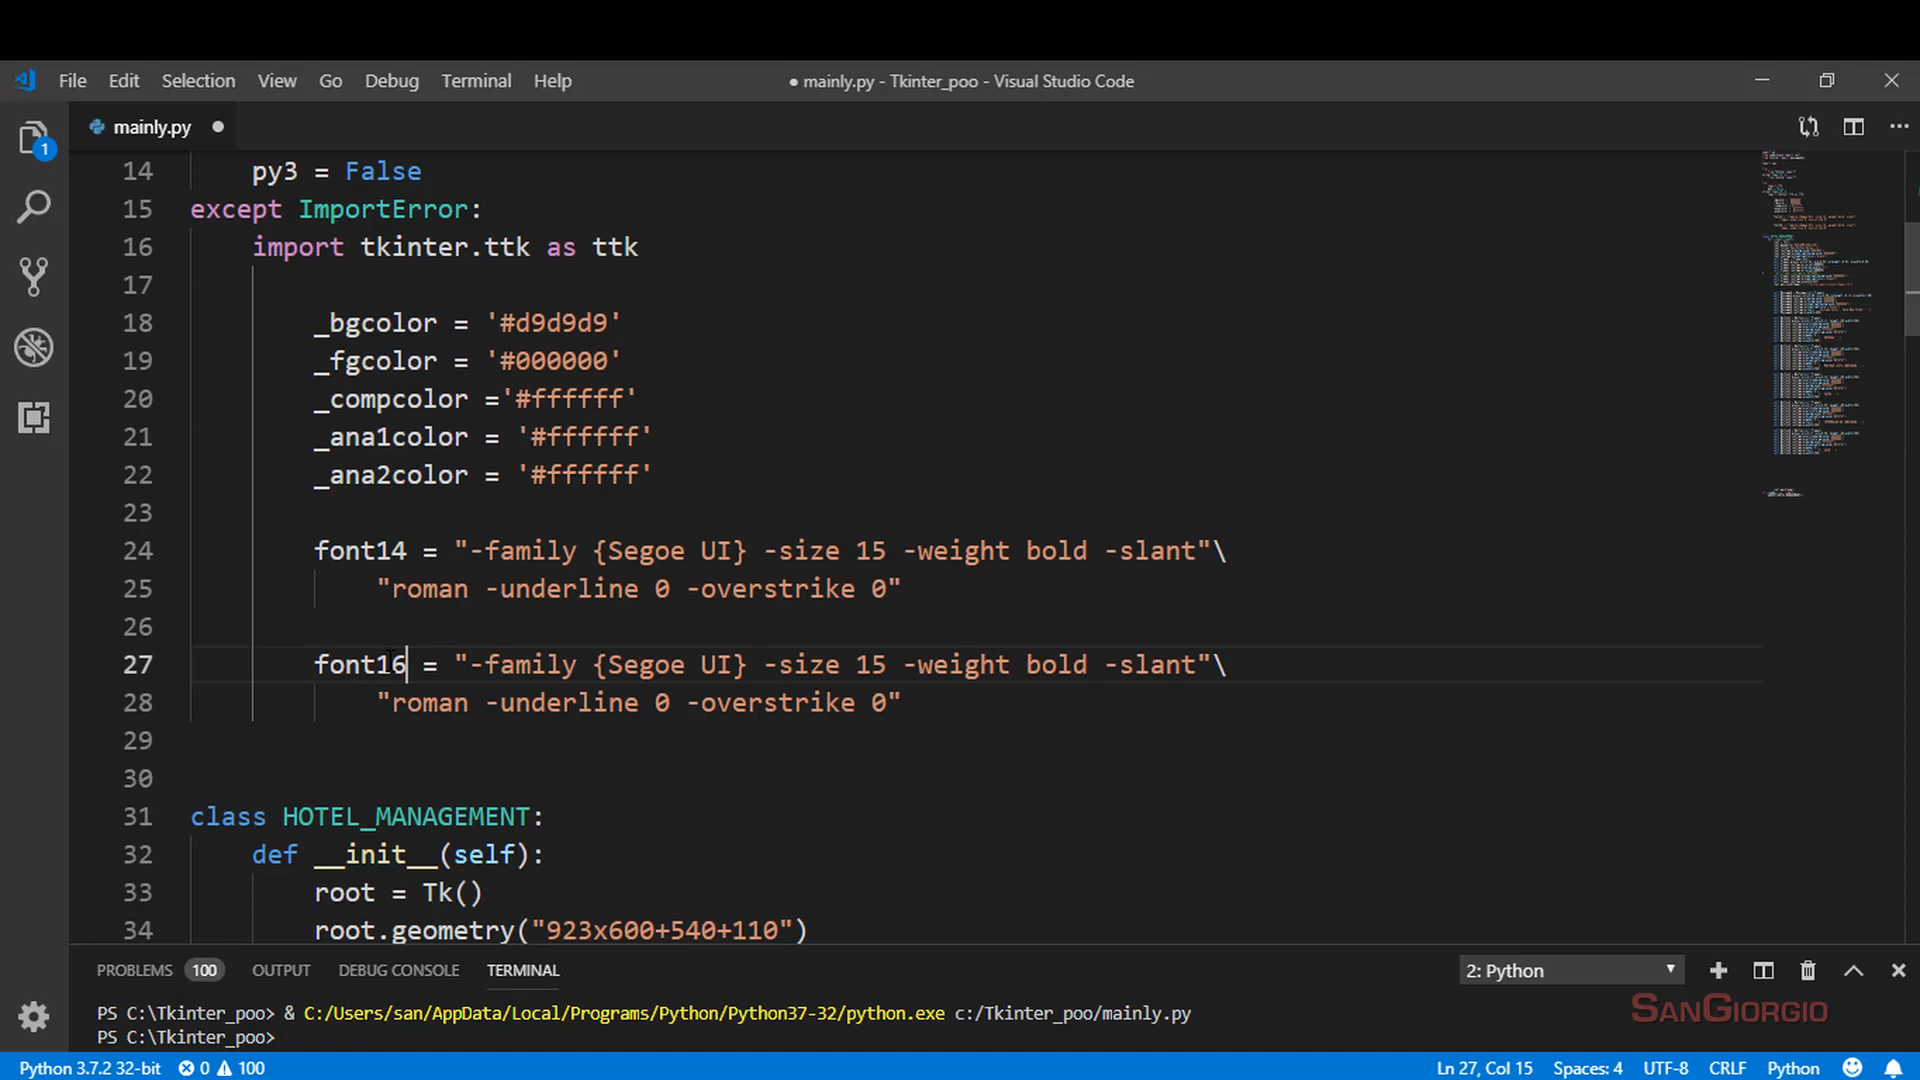 File Edit Selection View Go Debug Terminal Help ● mainly.py - Tkinter_poo - Visual Studio Code
mainly.py
1
14 py3 = False
15 except ImportError:
16 import tkinter.ttk as ttk
17
18 _bgcolor = '#d9d9d9'
19 _fgcolor = '#000000'
20 _compcolor ='#ffffff'
21 _ana1color = '#ffffff'
22 _ana2color = '#ffffff'
23
24 font14 = "-family {Segoe UI} -size 15 -weight bold -slant"\
25 "roman -underline 0 -overstrike 0"
26
27 font16 = "-family {Segoe UI} -size 15 -weight bold -slant"\
28 "roman -underline 0 -overstrike 0"
29
30
31 class HOTEL_MANAGEMENT:
32 def __init__(self):
33 root = Tk()
34 root.geometry("923x600+540+110")
PROBLEMS 100 OUTPUT DEBUG CONSOLE TERMINAL 2: Python
PS C:\Tkinter_poo> & C:/Users/san/AppData/Local/Programs/Python/Python37-32/python.exe c:/Tkinter_poo/mainly.py
PS C:\Tkinter_poo>
SANGIORGIO
Python 3.7.2 32-bit 0 100 Ln 27, Col 15 Spaces: 4 UTF-8 CRLF Python